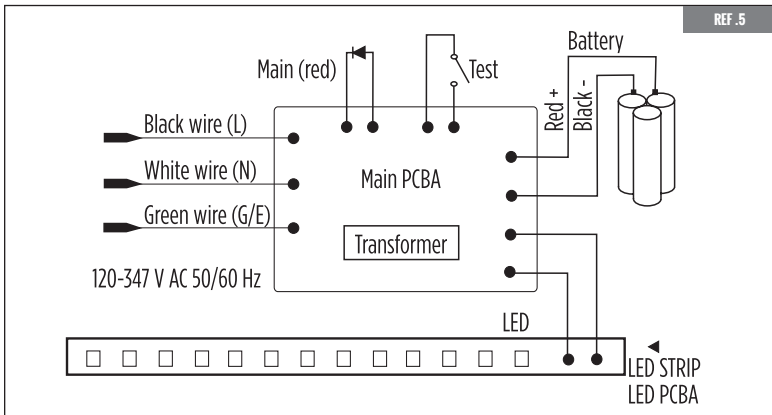 REF .5
Battery
Main (red)
Test
Red +
Black -
Black wire (L)
White wire (N)
Main PCBA
Green wire (G/E)
Transformer
120-347 V AC 50/60 Hz
LED
LED STRIP
LED PCBA